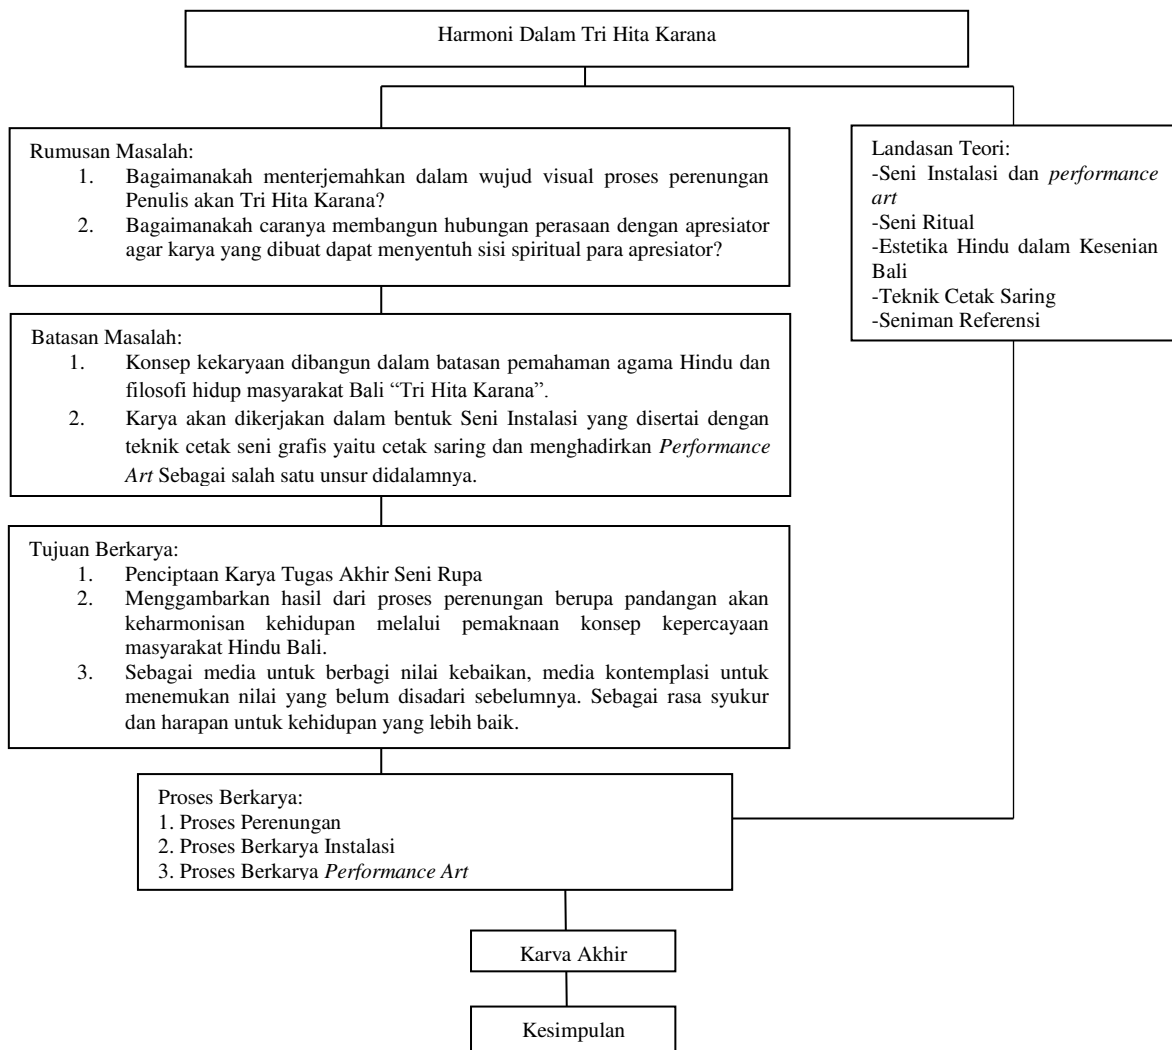 Harmoni Dalam Tri Hita Karana
Rumusan Masalah:
1. Bagaimanakah menterjemahkan dalam wujud visual proses perenungan
Penulis akan Tri Hita Karana?
2. Bagaimanakah caranya membangun hubungan perasaan dengan apresiator
agar karya yang dibuat dapat menyentuh sisi spiritual para apresiator?
Landasan Teori:
-Seni Instalasi dan performance
art
-Seni Ritual
-Estetika Hindu dalam Kesenian
Bali
-Teknik Cetak Saring
-Seniman Referensi
Batasan Masalah:
1. Konsep kekaryaan dibangun dalam batasan pemahaman agama Hindu dan
filosofi hidup masyarakat Bali “Tri Hita Karana”.
2. Karya akan dikerjakan dalam bentuk Seni Instalasi yang disertai dengan
teknik cetak seni grafis yaitu cetak saring dan menghadirkan Performance
Art Sebagai salah satu unsur didalamnya.
Tujuan Berkarya:
1. Penciptaan Karya Tugas Akhir Seni Rupa
2. Menggambarkan hasil dari proses perenungan berupa pandangan akan
keharmonisan kehidupan melalui pemaknaan konsep kepercayaan
masyarakat Hindu Bali.
3. Sebagai media untuk berbagi nilai kebaikan, media kontemplasi untuk
menemukan nilai yang belum disadari sebelumnya. Sebagai rasa syukur
dan harapan untuk kehidupan yang lebih baik.
Proses Berkarya:
1. Proses Perenungan
2. Proses Berkarya Instalasi
3. Proses Berkarya Performance Art
Karya Akhir
Kesimpulan